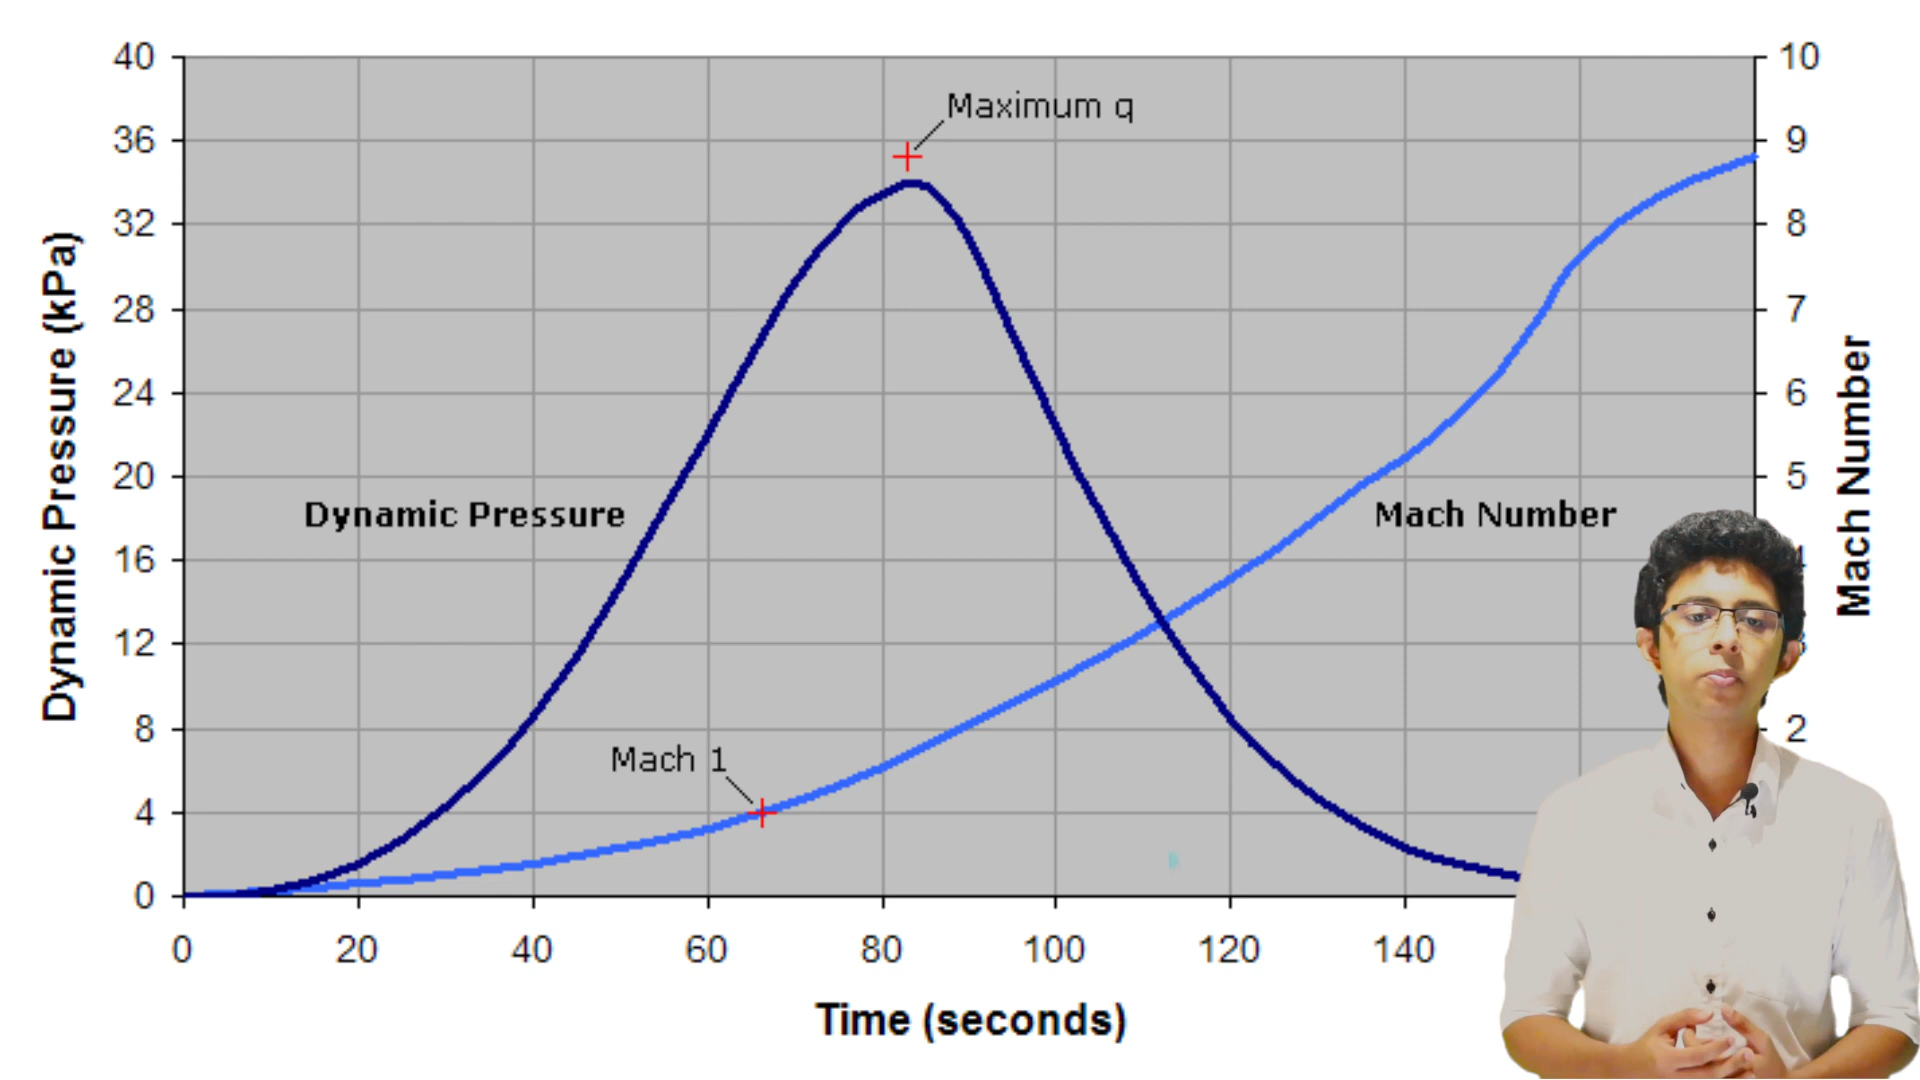 40
36
32
28
24
20
16
12
8
4
0
Dynamic Pressure (kPa)
Maximum q
Dynamic Pressure
Mach 1
Mach Number
10
9
8
7
6
5
2
Mach Number
0 20 40 60 80 100 120 140
Time (seconds)